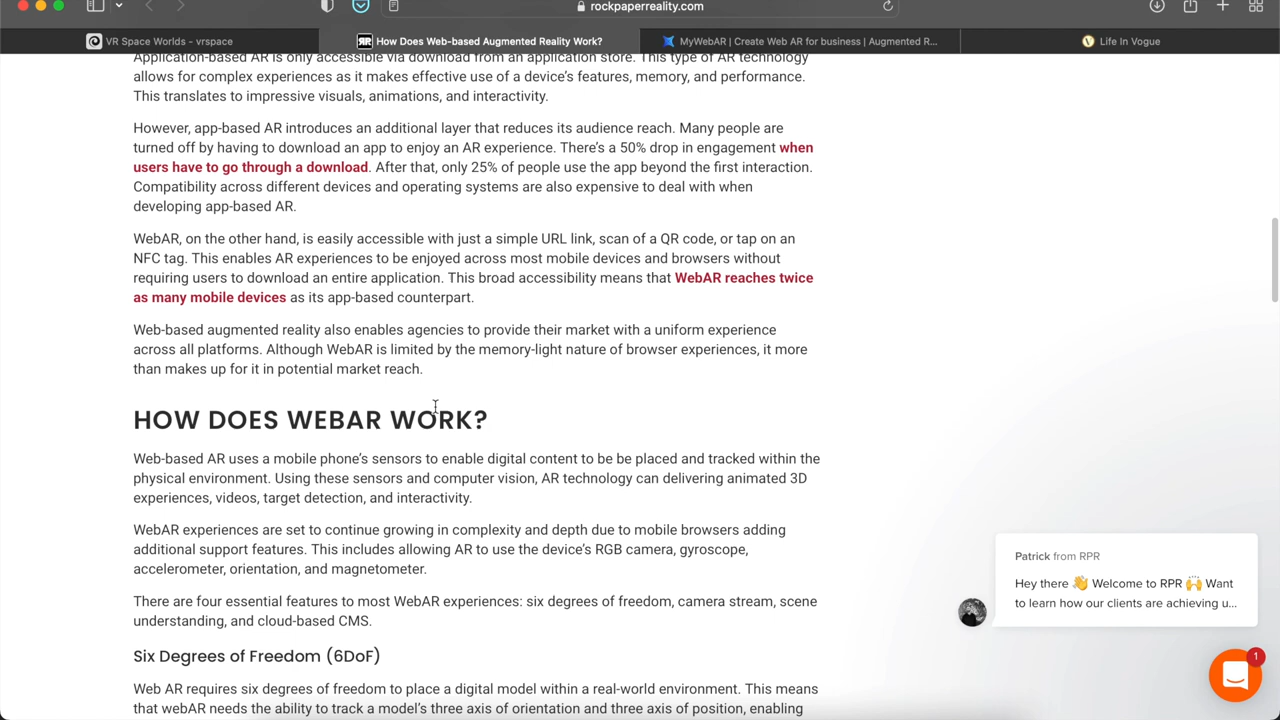 rockpaperreality.com
VR Space Worlds - vrspace
RR How Does Web-based Augmented Reality Work?
MyWebAR | Create Web AR for business | Augmented R...
V Life In Vogue
Application-based AR is only accessible via download from an application store. This type of AR technology
allows for complex experiences as it makes effective use of a device's features, memory, and performance.
This translates to impressive visuals, animations, and interactivity.
However, app-based AR introduces an additional layer that reduces its audience reach. Many people are
turned off by having to download an app to enjoy an AR experience. There's a 50% drop in engagement when
users have to go through a download. After that, only 25% of people use the app beyond the first interaction.
Compatibility across different devices and operating systems are also expensive to deal with when
developing app-based AR.
WebAR, on the other hand, is easily accessible with just a simple URL link, scan of a QR code, or tap on an
NFC tag. This enables AR experiences to be enjoyed across most mobile devices and browsers without
requiring users to download an entire application. This broad accessibility means that WebAR reaches twice
as many mobile devices as its app-based counterpart.
Web-based augmented reality also enables agencies to provide their market with a uniform experience
across all platforms. Although WebAR is limited by the memory-light nature of browser experiences, it more
than makes up for it in potential market reach.
HOW DOES WEBAR WORK?
Web-based AR uses a mobile phone's sensors to enable digital content to be be placed and tracked within the
physical environment. Using these sensors and computer vision, AR technology can delivering animated 3D
experiences, videos, target detection, and interactivity.
WebAR experiences are set to continue growing in complexity and depth due to mobile browsers adding
additional support features. This includes allowing AR to use the device's RGB camera, gyroscope,
accelerometer, orientation, and magnetometer.
There are four essential features to most WebAR experiences: six degrees of freedom, camera stream, scene
understanding, and cloud-based CMS.
Six Degrees of Freedom (6DoF)
Web AR requires six degrees of freedom to place a digital model within a real-world environment. This means
that webAR needs the ability to track a model's three axis of orientation and three axis of position, enabling
Patrick from RPR
Hey there 👋 Welcome to RPR 🙌 Want
to learn how our clients are achieving u...
1